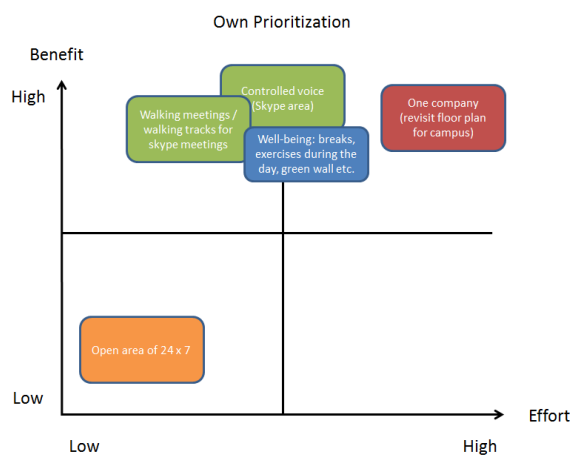 Own Prioritization
Benefit
High
Controlled voice
(Skype area)
Walking meetings /
walking tracks for
skype meetings
One company
(revisit floor plan
for campus)
Well-being: breaks,
exercises during the
day, green wall etc.
Open area of 24 x 7
Low
Effort
Low
High